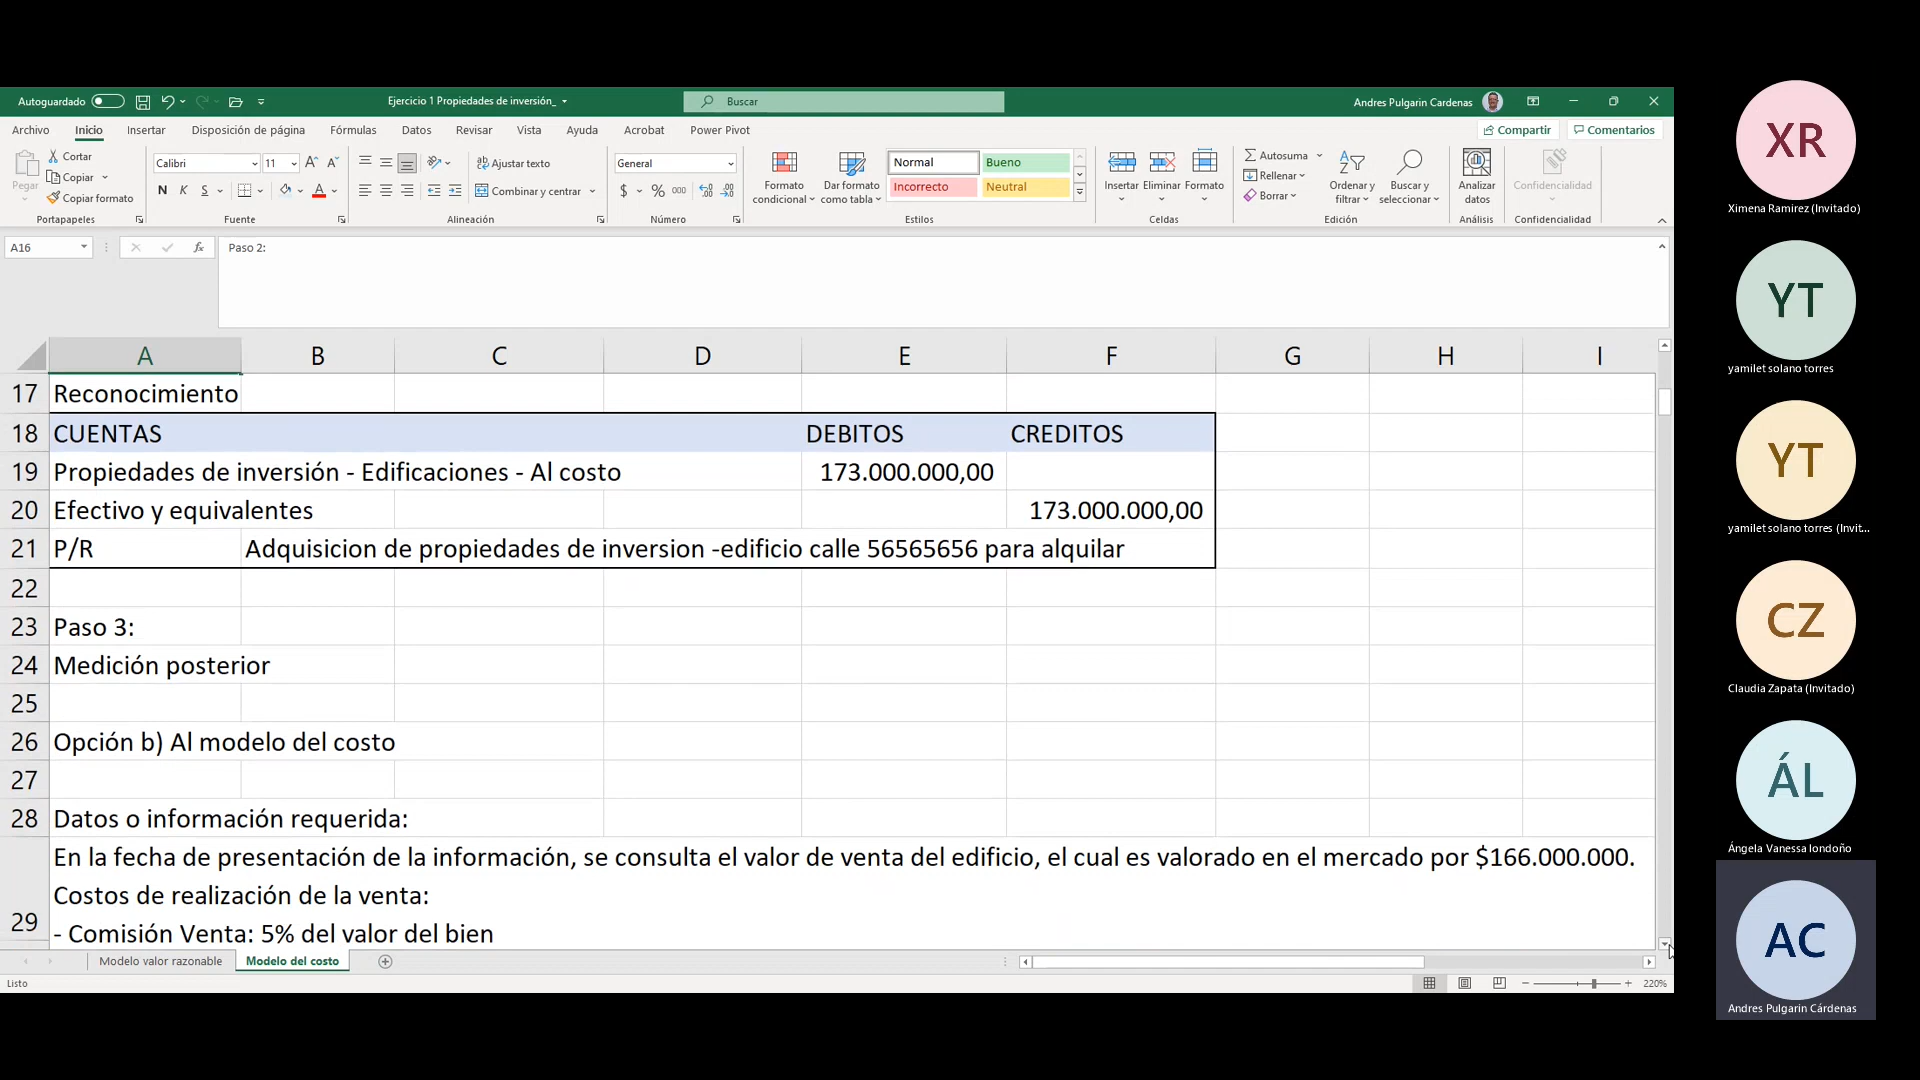 Autoguardado
Ejercicio 1 Propiedades de inversión_
Buscar
Andres Pulgarin Cardenas
Archivo Inicio Insertar Disposición de página Fórmulas Datos Revisar Vista Ayuda Acrobat Power Pivot
Compartir Comentarios
Pegar
Cortar
Copiar
Copiar formato
Portapapeles
Calibri 11
N K S
Fuente
Ajustar texto
Combinar y centrar
Alineación
General
$ % 000
Número
Formato condicional
Dar formato como tabla
Normal Bueno
Incorrecto Neutral
Estilos
Insertar Eliminar Formato
Celdas
Autosuma
Rellenar
Borrar
Ordenar y filtrar
Buscar y seleccionar
Edición
Analizar datos
Análisis
Confidencialidad
Confidencialidad
A16 fx Paso 2:
A B C D E F G H I
17 Reconocimiento
18 CUENTAS DEBITOS CREDITOS
19 Propiedades de inversión - Edificaciones - Al costo 173.000.000,00
20 Efectivo y equivalentes 173.000.000,00
21 P/R Adquisicion de propiedades de inversion -edificio calle 56565656 para alquilar
22
23 Paso 3:
24 Medición posterior
25
26 Opción b) Al modelo del costo
27
28 Datos o información requerida:
En la fecha de presentación de la información, se consulta el valor de venta del edificio, el cual es valorado en el mercado por $166.000.000.
Costos de realización de la venta:
29 - Comisión Venta: 5% del valor del bien
Modelo valor razonable Modelo del costo
Listo
220%
XR
Ximena Ramirez (Invitado)
YT
yamilet solano torres
YT
yamilet solano torres (Invit...
CZ
Claudia Zapata (Invitado)
ÁL
Ángela Vanessa londoño
AC
Andres Pulgarin Cárdenas